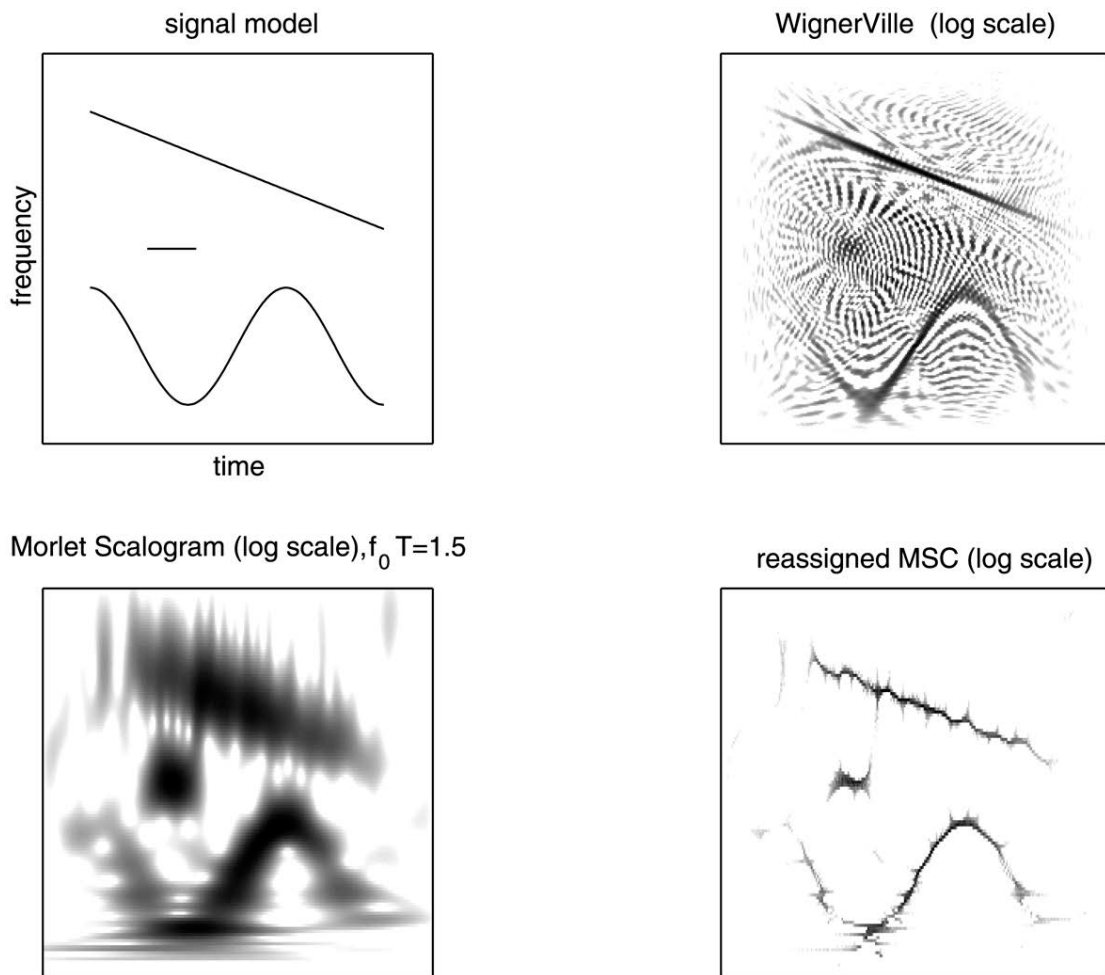 signal model
WignerVille (log scale)
frequency
time
Morlet Scalogram (log scale),f₀ T=1.5
reassigned MSC (log scale)